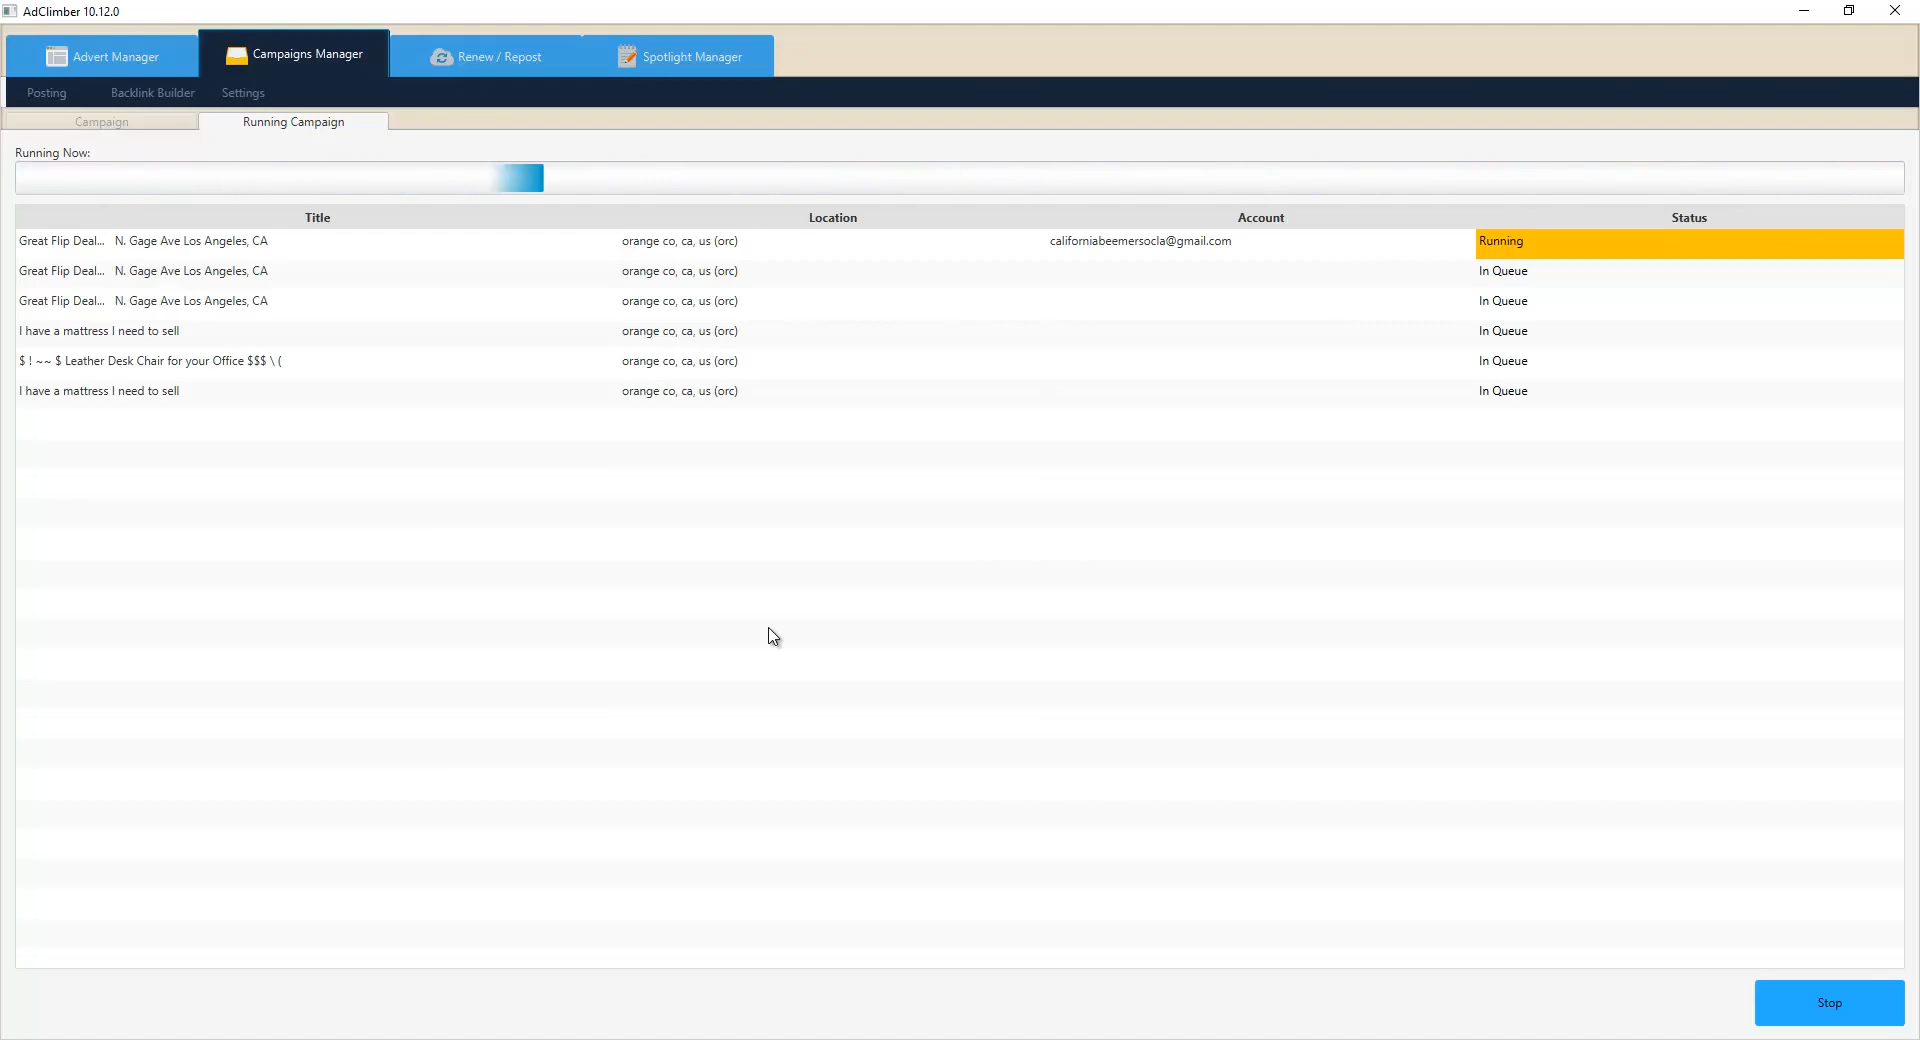 AdClimber 10.12.0
Advert Manager Campaigns Manager Renew / Repost Spotlight Manager
Posting Backlink Builder Settings
Campaign Running Campaign
Running Now:
Title Location Account Status
Great Flip Deal... N. Gage Ave Los Angeles, CA orange co, ca, us (orc) californiabeemersocla@gmail.com Running
Great Flip Deal... N. Gage Ave Los Angeles, CA orange co, ca, us (orc) In Queue
Great Flip Deal... N. Gage Ave Los Angeles, CA orange co, ca, us (orc) In Queue
I have a mattress I need to sell orange co, ca, us (orc) In Queue
$ ! ~~ $ Leather Desk Chair for your Office $$$ \ ( orange co, ca, us (orc) In Queue
I have a mattress I need to sell orange co, ca, us (orc) In Queue
Stop